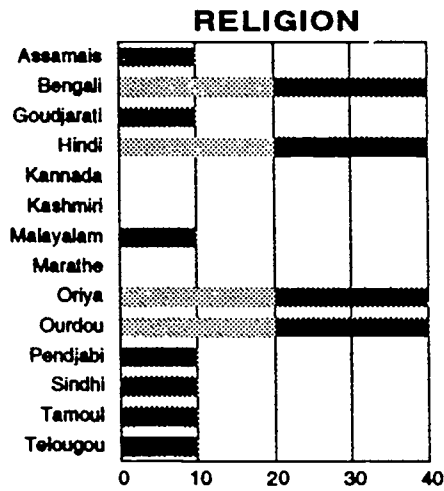 RELIGION
Assamais
Bengali
Goudjarati
Hindi
Kannada
Kashmiri
Malayalam
Marathe
Oriya
Ourdou
Pendjabi
Sindhi
Tamoul
Telougou
0 10 20 30 40